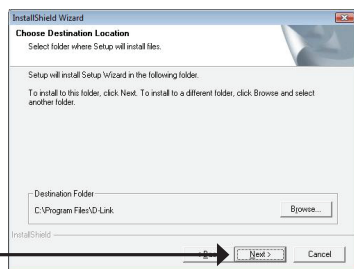 InstallShield Wizard
Choose Destination Location
Select folder where Setup will install files.
Setup will install Setup Wizard in the following folder.
To install to this folder, click Next. To install to a different folder, click Browse and select
another folder.
Destination Folder
C:\Program Files\D-Link
Browse...
InstallShield
Next >
Cancel